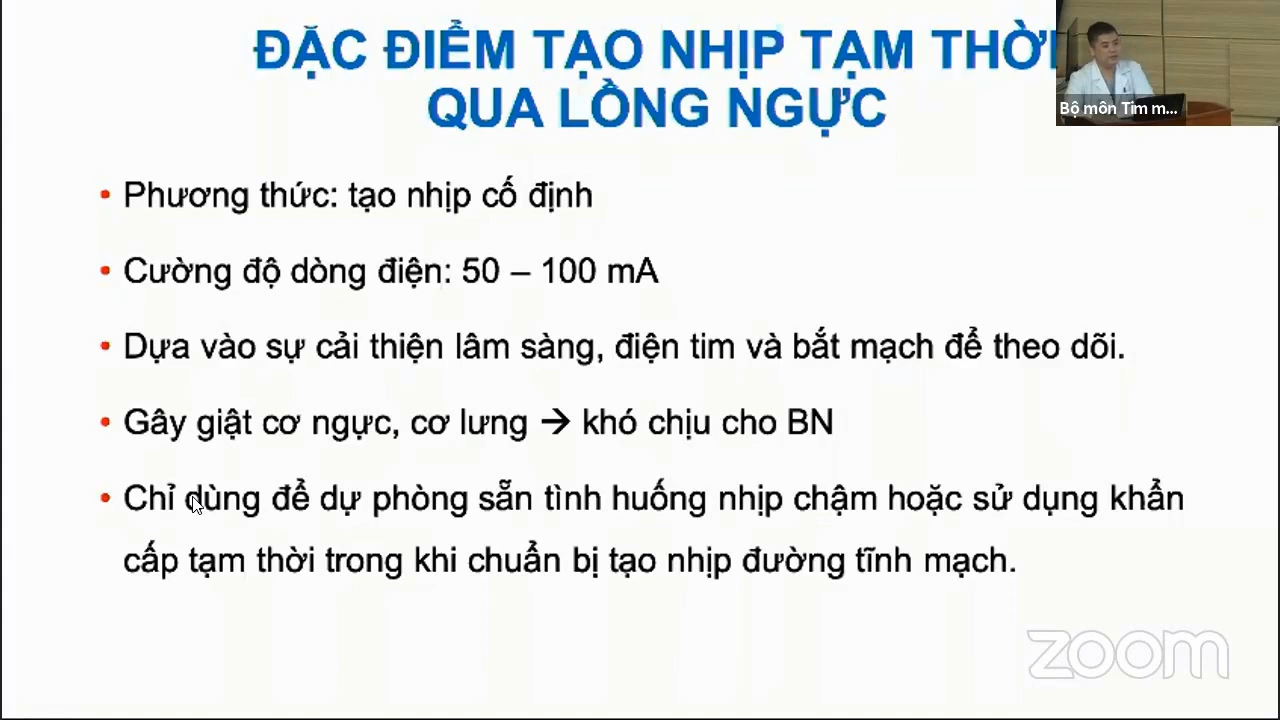 ĐẶC ĐIỂM TẠO NHỊP TẠM THỜI
QUA LỒNG NGỰC
Bộ môn Tim m...
• Phương thức: tạo nhịp cố định
• Cường độ dòng điện: 50 – 100 mA
• Dựa vào sự cải thiện lâm sàng, điện tim và bắt mạch để theo dõi.
• Gây giật cơ ngực, cơ lưng → khó chịu cho BN
• Chỉ dùng để dự phòng sẵn tình huống nhịp chậm hoặc sử dụng khẩn
cấp tạm thời trong khi chuẩn bị tạo nhịp đường tĩnh mạch.
zoom